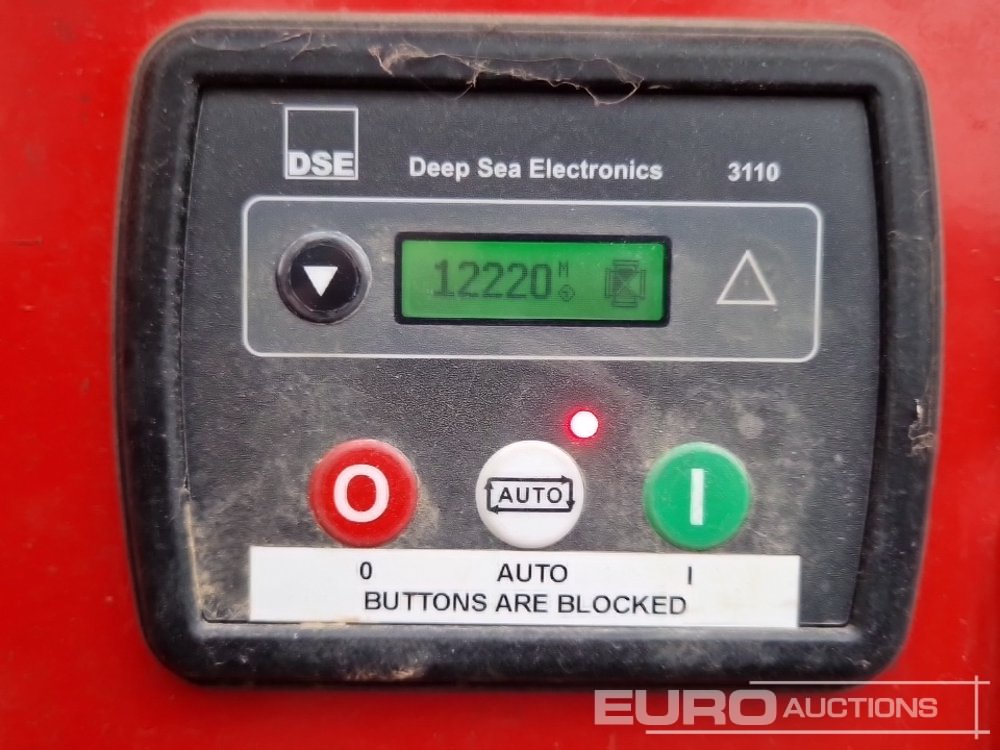 DSE
Deep Sea Electronics 3110
12220 M
O AUTO I
0 AUTO I
BUTTONS ARE BLOCKED
EURO AUCTIONS